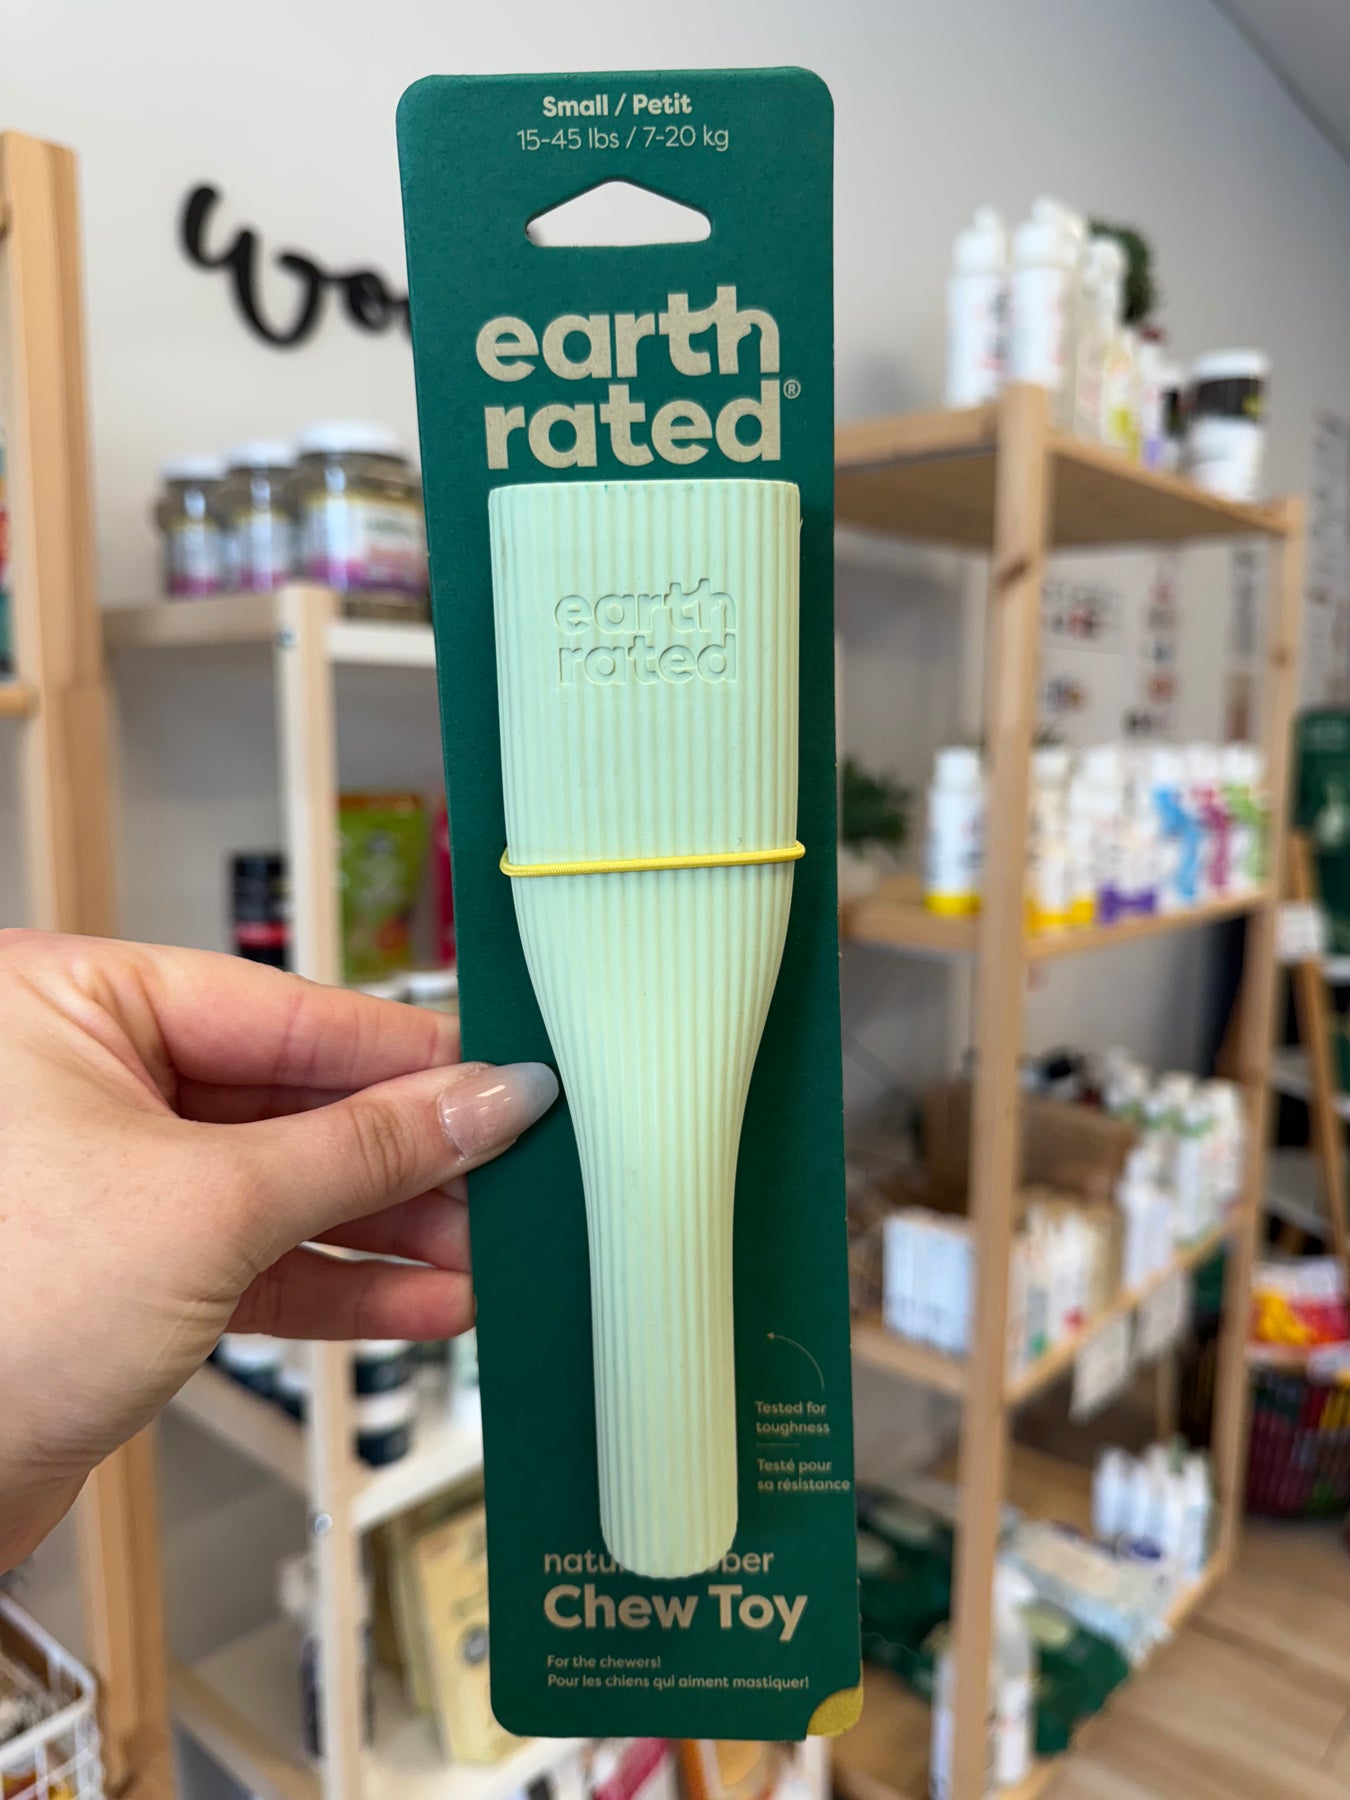 Small / Petit
15-45 lbs / 7-20 kg
earth
rated®
earth
rated
Tested for
toughness
Testé pour
sa résistance
Chew Toy
For the chewers!
Pour les chiens qui aiment mastiquer!